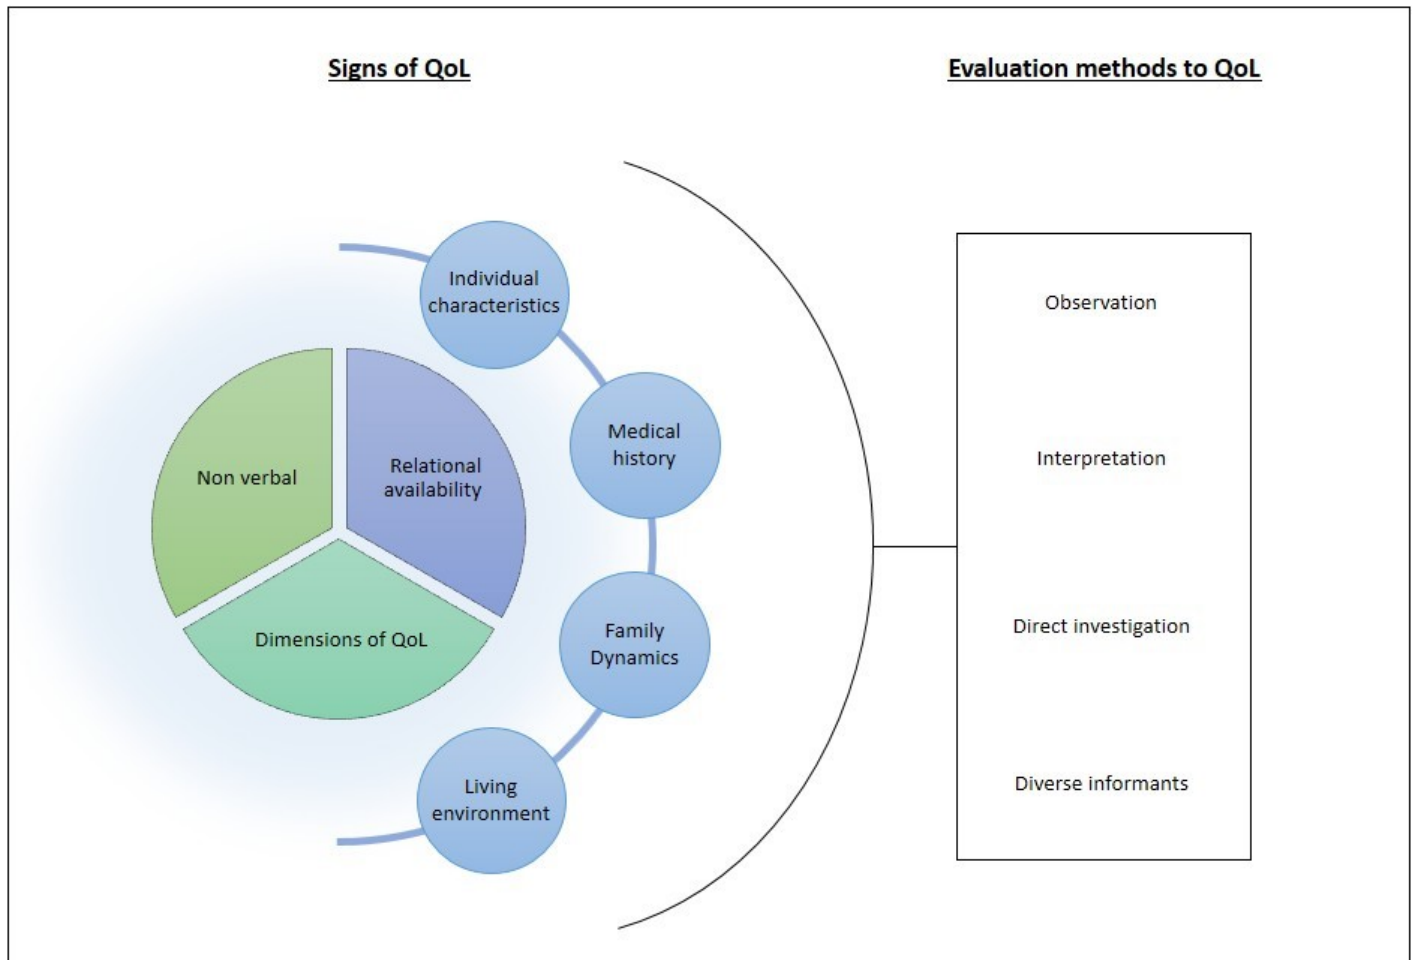 Signs of QoL
Evaluation methods to QoL
Individual
characteristics
Medical
history
Family
Dynamics
Living
environment
Non verbal
Relational
availability
Dimensions of QoL
Observation
Interpretation
Direct investigation
Diverse informants